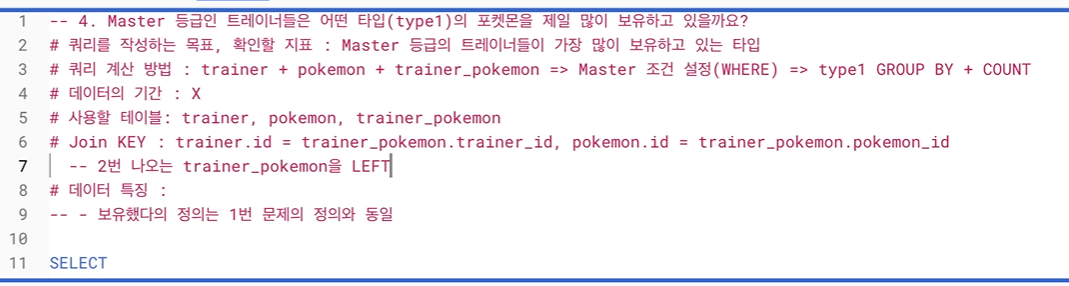 1 -- 4. Master 등급인 트레이너들은 어떤 타입(type1)의 포켓몬을 제일 많이 보유하고 있을까요?
2 # 쿼리를 작성하는 목표, 확인할 지표 : Master 등급의 트레이너들이 가장 많이 보유하고 있는 타입
3 # 쿼리 계산 방법 : trainer + pokemon + trainer_pokemon => Master 조건 설정(WHERE) => type1 GROUP BY + COUNT
4 # 데이터의 기간 : X
5 # 사용할 테이블: trainer, pokemon, trainer_pokemon
6 # Join KEY : trainer.id = trainer_pokemon.trainer_id, pokemon.id = trainer_pokemon.pokemon_id
7 -- 2번 나오는 trainer_pokemon을 LEFT
8 # 데이터 특징 :
9 -- - 보유했다의 정의는 1번 문제의 정의와 동일
10
11 SELECT